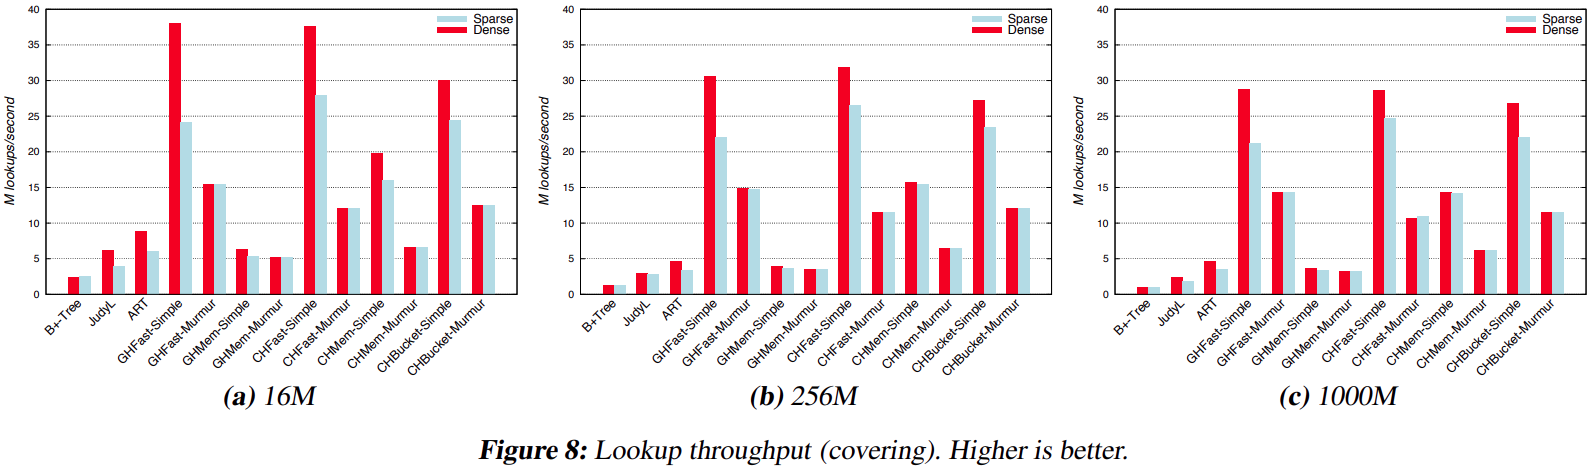 40
35
30
25
20
15
10
5
0
M lookups/second
Sparse
Dense
B+-Tree
JudyL
ART
GHFast-Simple
GHFast-Murmur
GHMem-Simple
GHMem-Murmur
CHFast-Simple
CHFast-Murmur
CHMem-Simple
CHMem-Murmur
CHBucket-Simple
CHBucket-Murmur
(a) 16M
40
35
30
25
20
15
10
5
0
M lookups/second
Sparse
Dense
B+-Tree
JudyL
ART
GHFast-Simple
GHFast-Murmur
GHMem-Simple
GHMem-Murmur
CHFast-Simple
CHFast-Murmur
CHMem-Simple
CHMem-Murmur
CHBucket-Simple
CHBucket-Murmur
(b) 256M
40
35
30
25
20
15
10
5
0
M lookups/second
Sparse
Dense
B+-Tree
JudyL
ART
GHFast-Simple
GHFast-Murmur
GHMem-Simple
GHMem-Murmur
CHFast-Simple
CHFast-Murmur
CHMem-Simple
CHMem-Murmur
CHBucket-Simple
CHBucket-Murmur
(c) 1000M
Figure 8: Lookup throughput (covering). Higher is better.